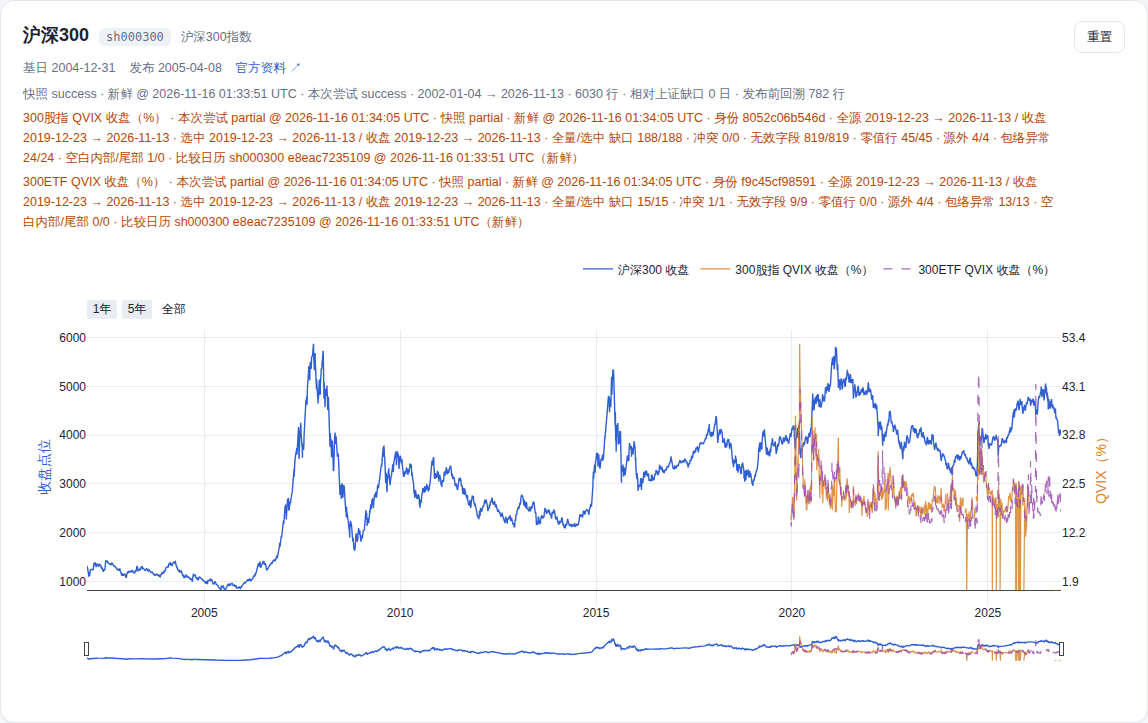 沪深300 sh000300 沪深300指数 重置
基日 2004-12-31 发布 2005-04-08 官方资料 ↗
快照 success · 新鲜 @ 2026-11-16 01:33:51 UTC · 本次尝试 success · 2002-01-04 → 2026-11-13 · 6030 行 · 相对上证缺口 0 日 · 发布前回溯 782 行
300股指 QVIX 收盘（%） · 本次尝试 partial @ 2026-11-16 01:34:05 UTC · 快照 partial · 新鲜 @ 2026-11-16 01:34:05 UTC · 身份 8052c06b546d · 全源 2019-12-23 → 2026-11-13 / 收盘
2019-12-23 → 2026-11-13 · 选中 2019-12-23 → 2026-11-13 / 收盘 2019-12-23 → 2026-11-13 · 全量/选中 缺口 188/188 · 冲突 0/0 · 无效字段 819/819 · 零值行 45/45 · 源外 4/4 · 包络异常
24/24 · 空白内部/尾部 1/0 · 比较日历 sh000300 e8eac7235109 @ 2026-11-16 01:33:51 UTC（新鲜）
300ETF QVIX 收盘（%） · 本次尝试 partial @ 2026-11-16 01:34:05 UTC · 快照 partial · 新鲜 @ 2026-11-16 01:34:05 UTC · 身份 f9c45cf98591 · 全源 2019-12-23 → 2026-11-13 / 收盘
2019-12-23 → 2026-11-13 · 选中 2019-12-23 → 2026-11-13 / 收盘 2019-12-23 → 2026-11-13 · 全量/选中 缺口 15/15 · 冲突 1/1 · 无效字段 9/9 · 零值行 0/0 · 源外 4/4 · 包络异常 13/13 · 空
白内部/尾部 0/0 · 比较日历 sh000300 e8eac7235109 @ 2026-11-16 01:33:51 UTC（新鲜）
沪深300 收盘 300股指 QVIX 收盘（%） 300ETF QVIX 收盘（%）
1年 5年 全部
6000 53.4
5000 43.1
4000 32.8
3000 22.5
2000 12.2
1000 1.9
收盘点位
QVIX（%）
2005 2010 2015 2020 2025